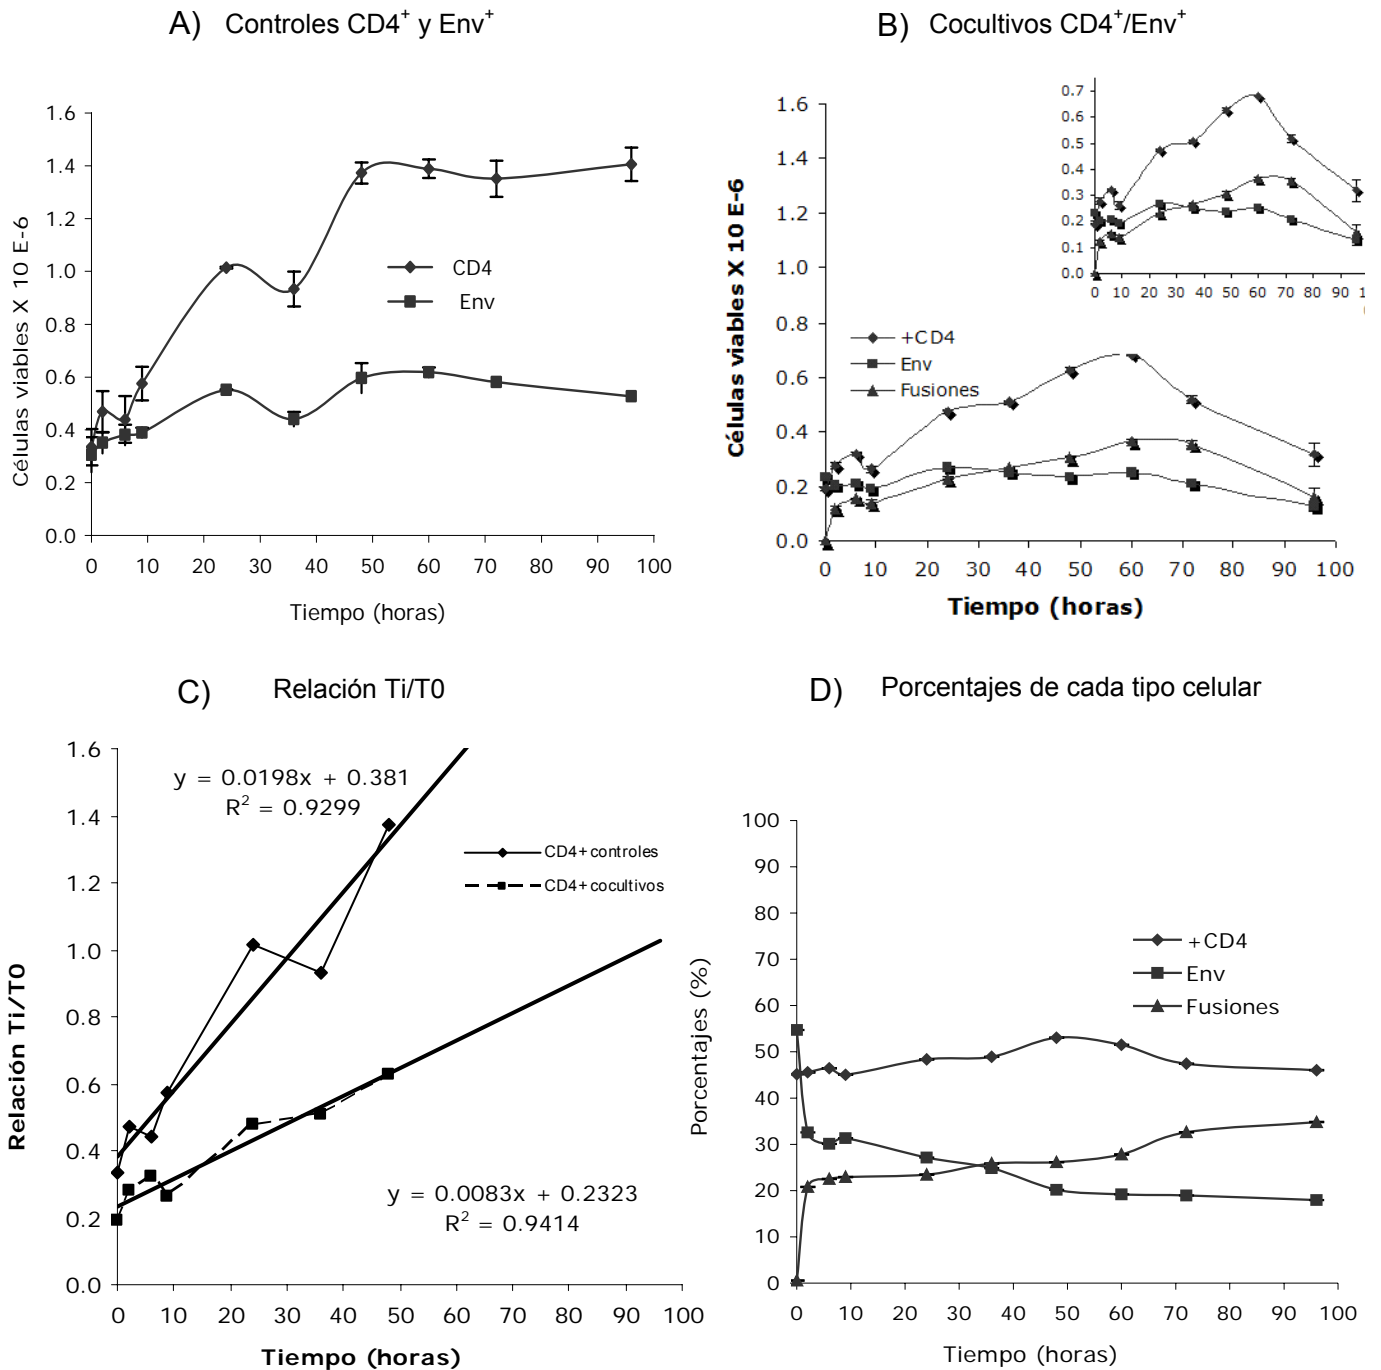 A) Controles CD4⁺ y Env⁺
1.6
1.4
1.2
1.0
0.8
0.6
0.4
0.2
0.0
Células viables X 10 E-6
CD4
Env
0 10 20 30 40 50 60 70 80 90 100
Tiempo (horas)
B) Cocultivos CD4⁺/Env⁺
1.6
1.4
1.2
1.0
0.8
0.6
0.4
0.2
0.0
Células viables X 10 E-6
+CD4
Env
Fusiones
0 10 20 30 40 50 60 70 80 90 100
Tiempo (horas)
0.7
0.6
0.5
0.4
0.3
0.2
0.1
0.0
0 10 20 30 40 50 60 70 80 90
C) Relación Ti/T0
1.6
1.4
1.2
1.0
0.8
0.6
0.4
0.2
0.0
Relación Ti/T0
y = 0.0198x + 0.381
R² = 0.9299
CD4+controles
CD4+cocultivos
y = 0.0083x + 0.2323
R² = 0.9414
0 10 20 30 40 50 60 70 80 90 100
Tiempo (horas)
D) Porcentajes de cada tipo celular
100
90
80
70
60
50
40
30
20
10
0
Porcentajes (%)
+CD4
Env
Fusiones
0 10 20 30 40 50 60 70 80 90 100
Tiempo (horas)